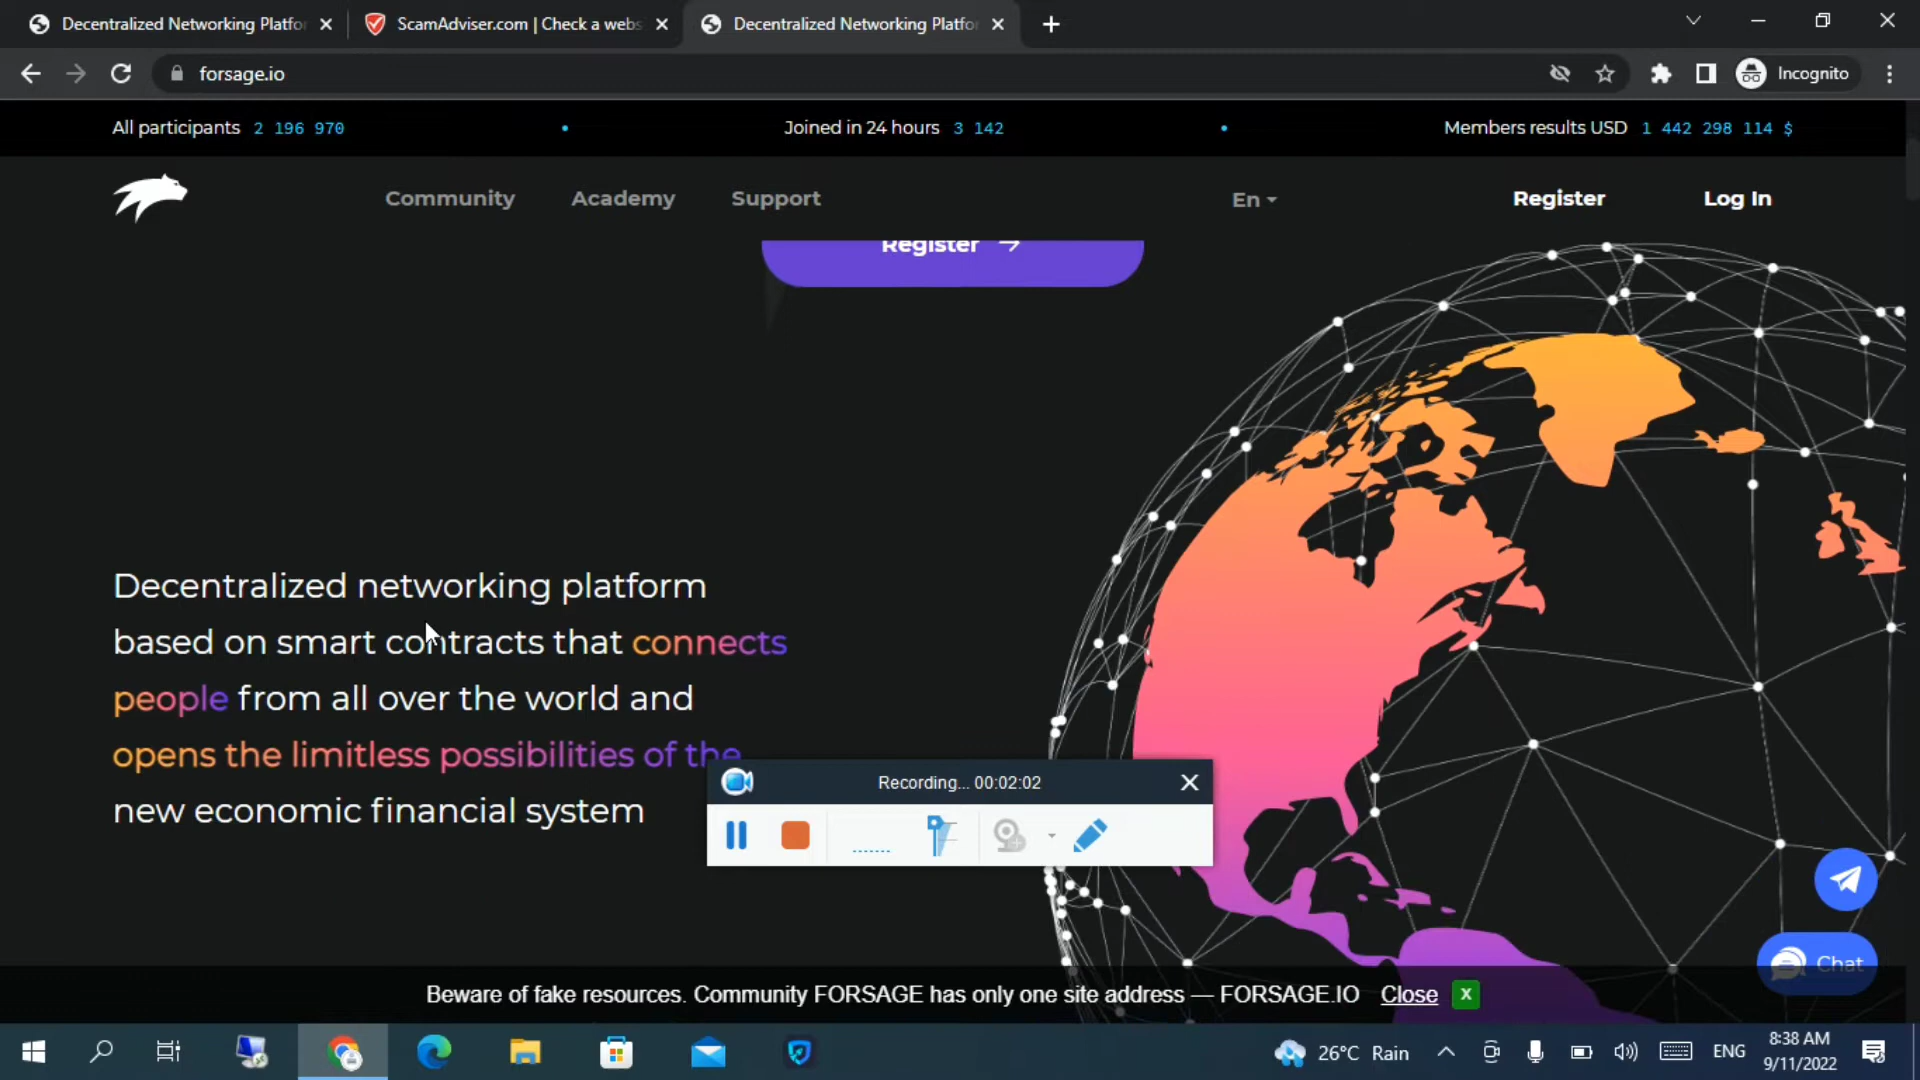 Decentralized Networking Platfo
ScamAdviser.com | Check a webs
Decentralized Networking Platfor
forsage.io
Incognito
All participants 2 196 970
Joined in 24 hours 3 142
Members results USD 1 442 298 114 $
Community
Academy
Support
En
Register
Log In
Register →
Decentralized networking platform
based on smart contracts that connects
people from all over the world and
opens the limitless possibilities of the
new economic financial system
Recording... 00:02:02
Chat
Beware of fake resources. Community FORSAGE has only one site address — FORSAGE.IO Close x
26°C Rain
ENG
8:38 AM
9/11/2022